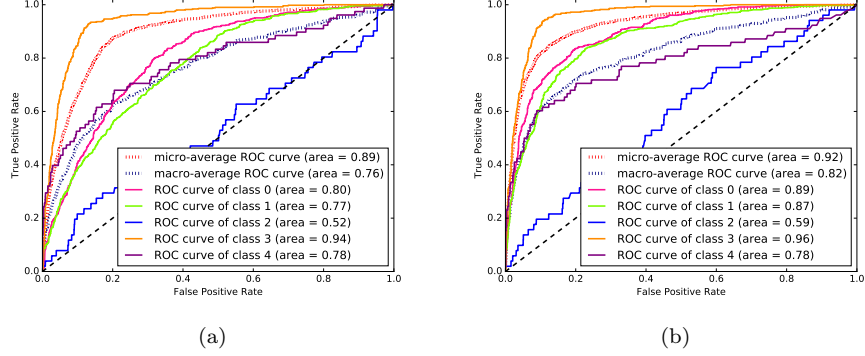 1.0
0.8
0.6
0.4
0.2
0.0
True Positive Rate
micro-average ROC curve (area = 0.89)
macro-average ROC curve (area = 0.76)
ROC curve of class 0 (area = 0.80)
ROC curve of class 1 (area = 0.77)
ROC curve of class 2 (area = 0.52)
ROC curve of class 3 (area = 0.94)
ROC curve of class 4 (area = 0.78)
0.0 0.2 0.4 0.6 0.8 1.0
False Positive Rate
(a)
1.0
0.8
0.6
0.4
0.2
0.0
True Positive Rate
micro-average ROC curve (area = 0.92)
macro-average ROC curve (area = 0.82)
ROC curve of class 0 (area = 0.89)
ROC curve of class 1 (area = 0.87)
ROC curve of class 2 (area = 0.59)
ROC curve of class 3 (area = 0.96)
ROC curve of class 4 (area = 0.78)
0.0 0.2 0.4 0.6 0.8 1.0
False Positive Rate
(b)